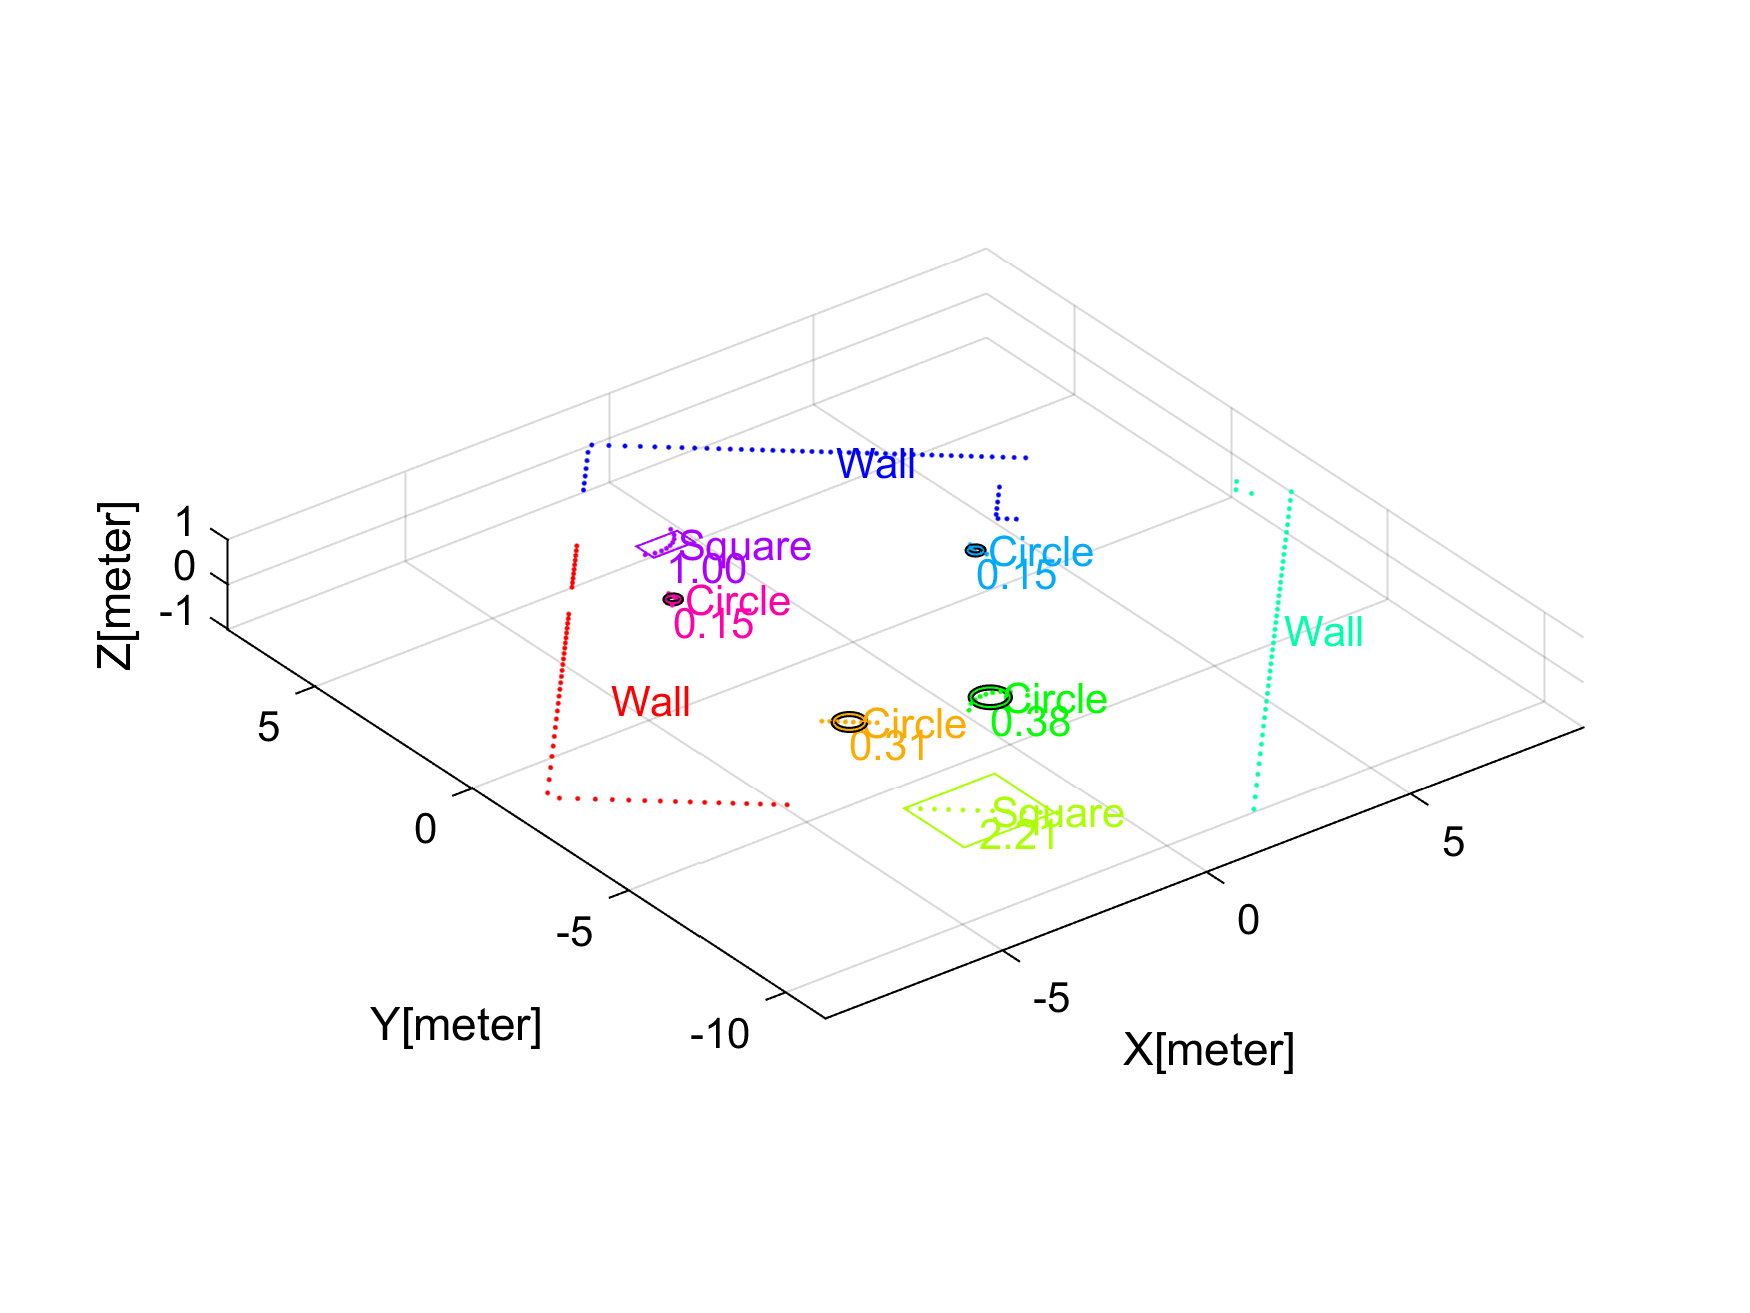 Wall
1
0
-1
Z[meter]
Square
1.00
Circle
0.15
Circle
0.15
Wall
Wall
Circle
0.38
Circle
0.31
Square
2.21
5
0
-5
-10
Y[meter]
5
0
-5
X[meter]